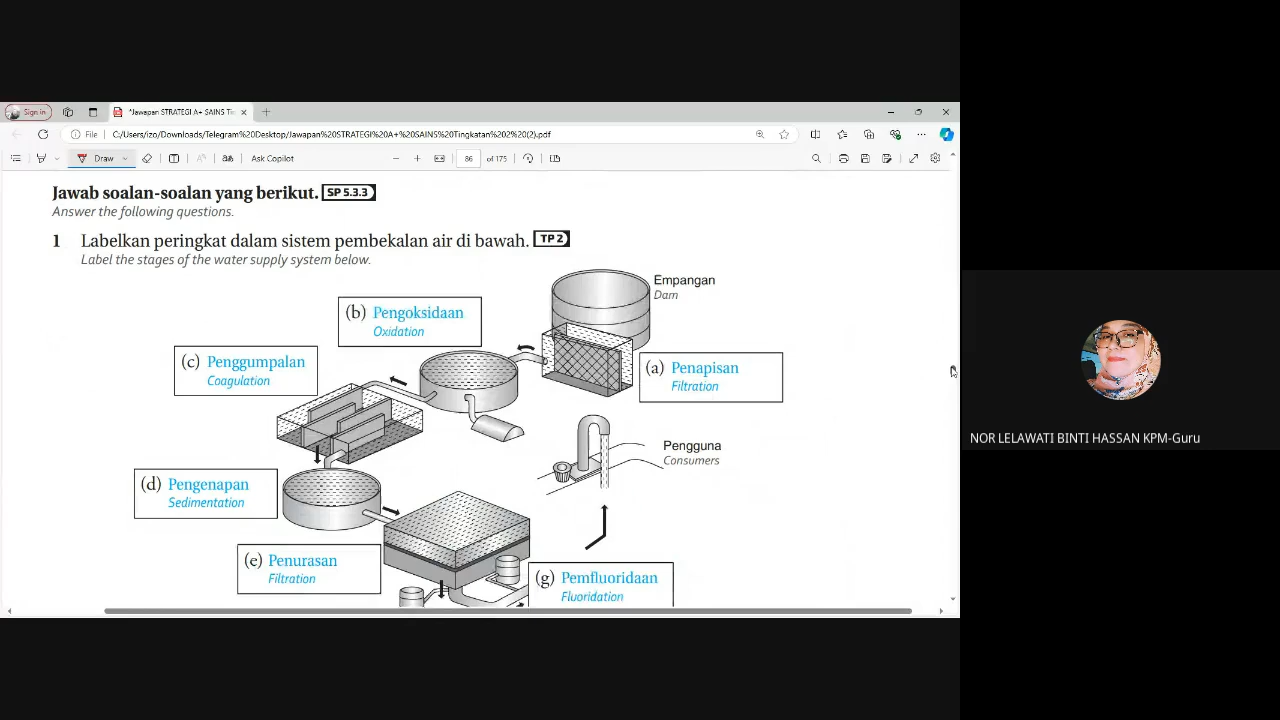 Sign in
*Jawapan STRATEGI A+ SAINS Tin
File
C:/Users/izo/Downloads/Telegram%20Desktop/Jawapan%20STRATEGI%20A+%20SAINS%20Tingkatan%202%20(2).pdf
Draw
Ask Copilot
86 of 175
Jawab soalan-soalan yang berikut. SP 5.3.3
Answer the following questions.
1 Labelkan peringkat dalam sistem pembekalan air di bawah. TP 2
Label the stages of the water supply system below.
Empangan
Dam
(b) Pengoksidaan
Oxidation
(c) Penggumpalan
Coagulation
(a) Penapisan
Filtration
Pengguna
Consumers
(d) Pengenapan
Sedimentation
(e) Penurasan
Filtration
(g) Pemfluoridaan
Fluoridation
NOR LELAWATI BINTI HASSAN KPM-Guru